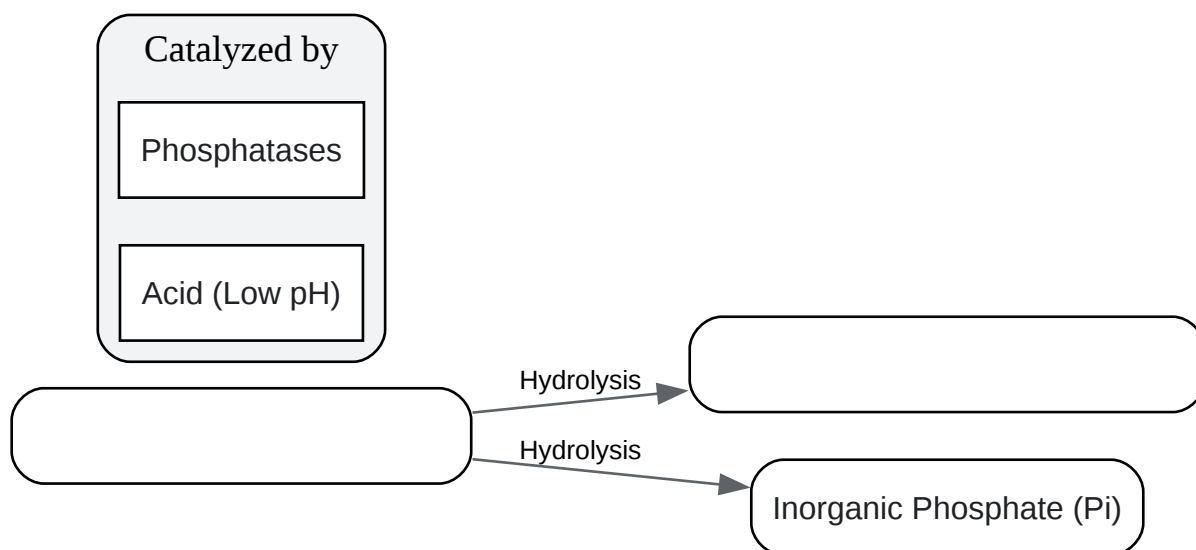 Catalyzed by
Phosphatases
Acid (Low pH)
Hydrolysis
Hydrolysis
Inorganic Phosphate (Pi)